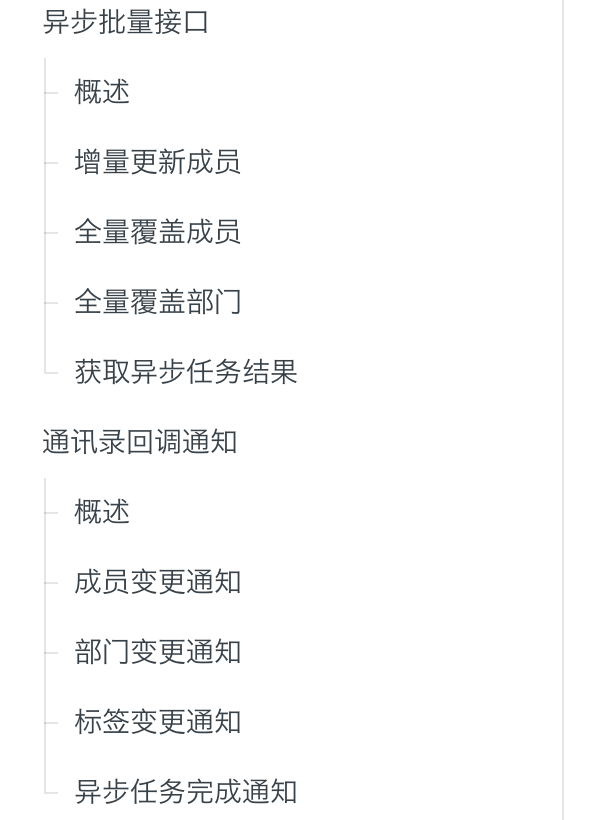 异步批量接口
概述
增量更新成员
全量覆盖成员
全量覆盖部门
获取异步任务结果
通讯录回调通知
概述
成员变更通知
部门变更通知
标签变更通知
异步任务完成通知